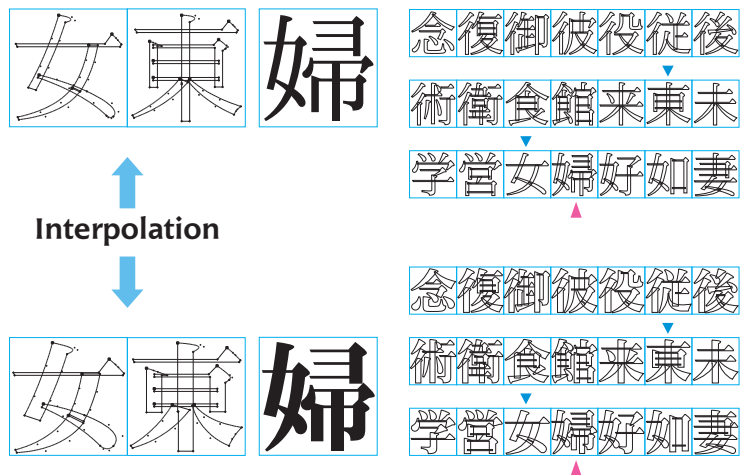 女東婦
念復御彼役従後
術衛食館来東未
学営女婦好如妻
Interpolation
女東婦
念復御彼役従後
術衛食館来東未
学営女婦好如妻